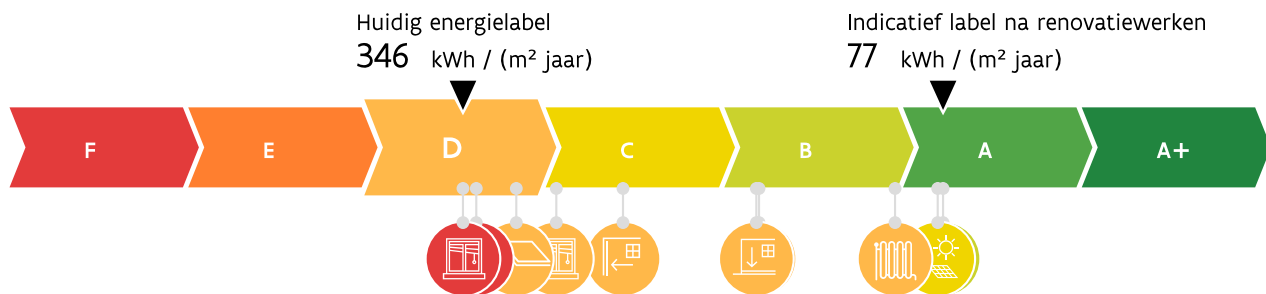 Huidig energielabel
346 kWh / (m² jaar)
Indicatief label na renovatiewerken
77 kWh / (m² jaar)
F E D C B A A+